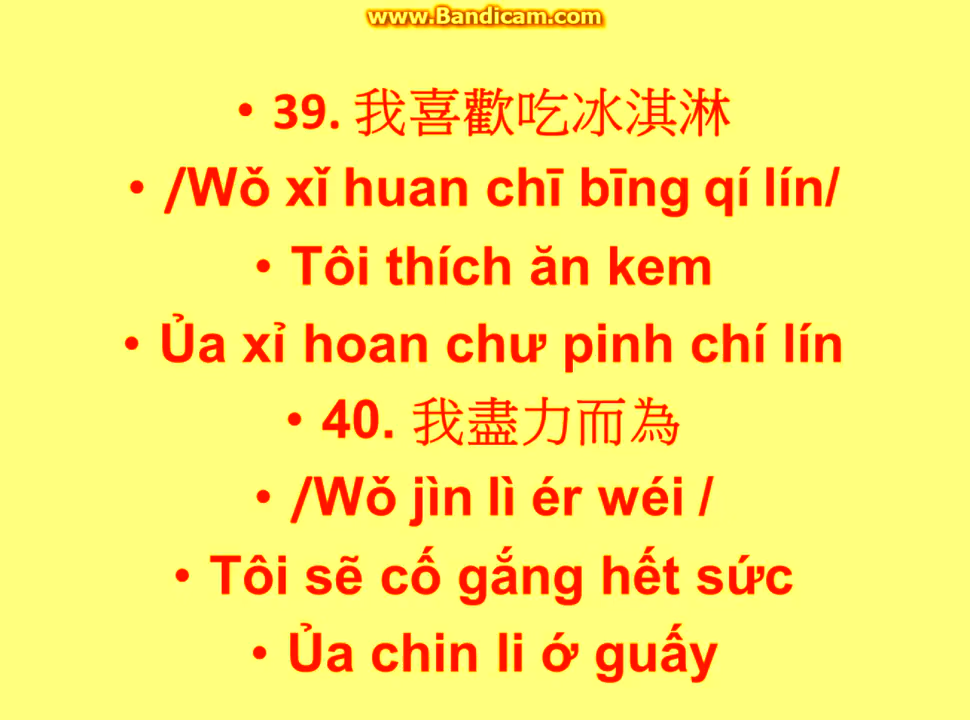 www.Bandicam.com
• 39. 我喜歡吃冰淇淋
• /Wǒ xǐ huan chī bīng qí lín/
• Tôi thích ăn kem
• Ủa xỉ hoan chư pinh chí lín
• 40. 我盡力而為
• /Wǒ jìn lì ér wéi /
• Tôi sẽ cố gắng hết sức
• Ủa chin li ớ guấy